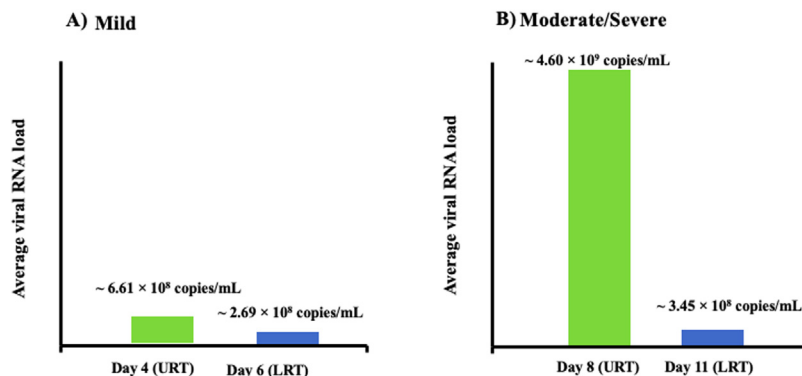 A) Mild
Average viral RNA load
~ 6.61 × 10⁸ copies/mL
~ 2.69 × 10⁸ copies/mL
Day 4 (URT)
Day 6 (LRT)
B) Moderate/Severe
Average viral RNA load
~ 4.60 × 10⁹ copies/mL
~ 3.45 × 10⁸ copies/mL
Day 8 (URT)
Day 11 (LRT)